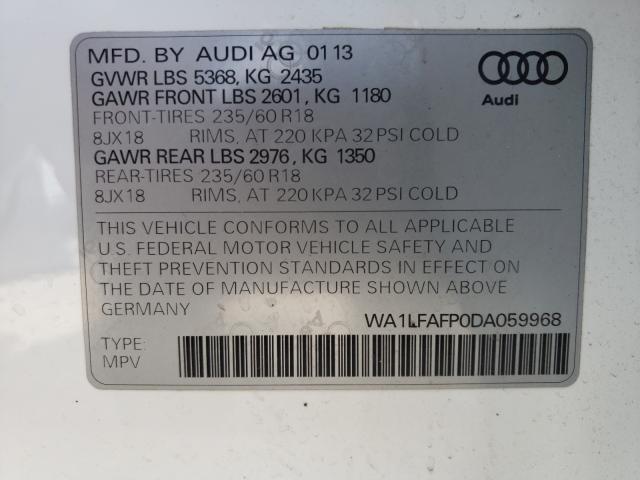 MFD. BY AUDI AG 01 13
GVWR LBS 5368, KG 2435
GAWR FRONT LBS 2601, KG 1180
FRONT-TIRES 235/60 R18
8JX18 RIMS, AT 220 KPA 32 PSI COLD
GAWR REAR LBS 2976, KG 1350
REAR-TIRES 235/60 R18
8JX18 RIMS, AT 220 KPA 32 PSI COLD
Audi
THIS VEHICLE CONFORMS TO ALL APPLICABLE
U.S. FEDERAL MOTOR VEHICLE SAFETY AND
THEFT PREVENTION STANDARDS IN EFFECT ON
THE DATE OF MANUFACTURE SHOWN ABOVE
GERMANY
WA1LFAFP0DA059968
TYPE:
MPV